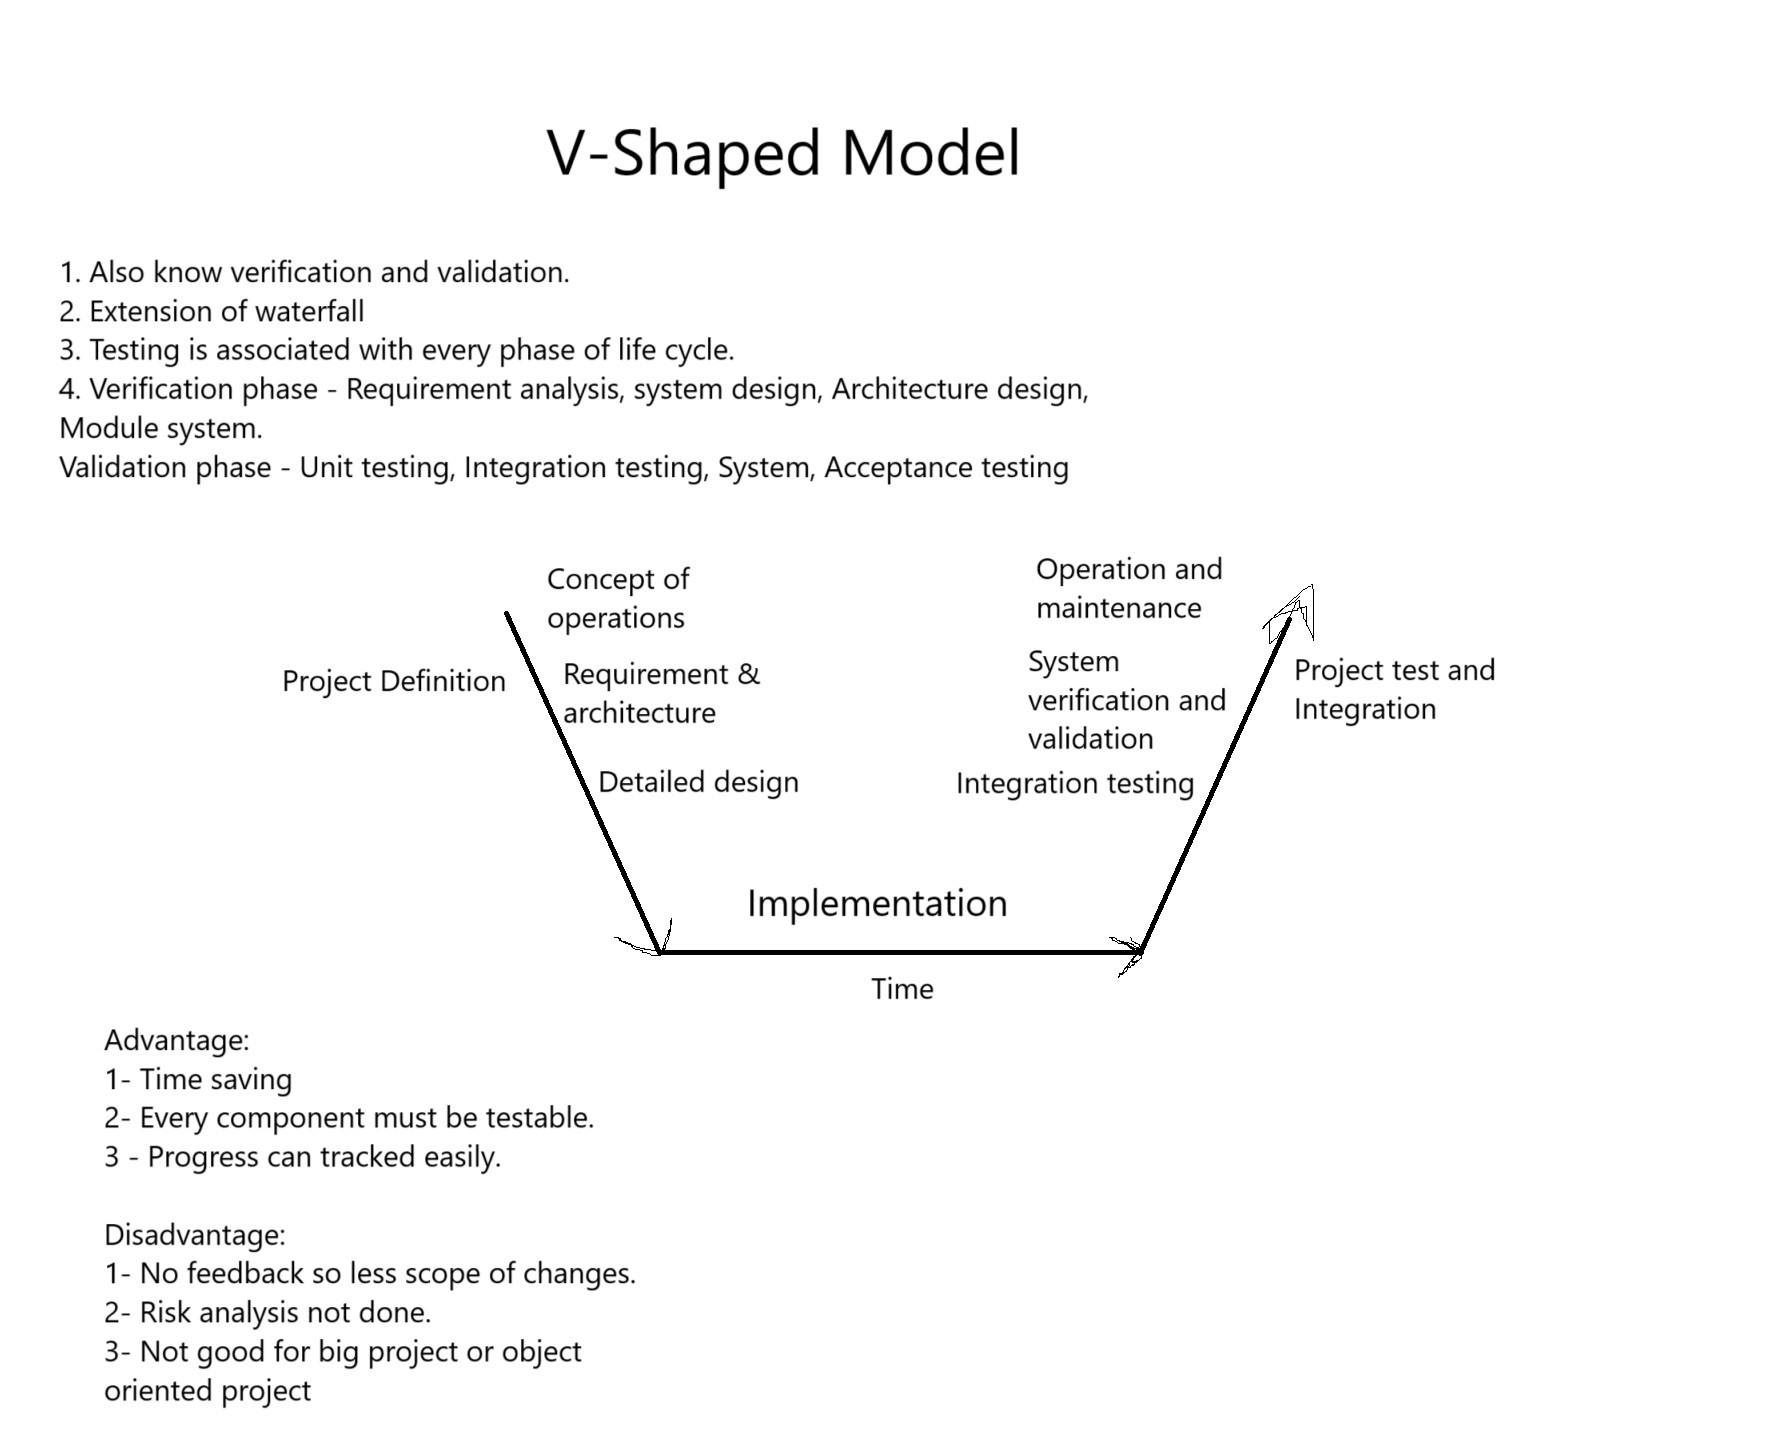 V-Shaped Model
1. Also know verification and validation.
2. Extension of waterfall
3. Testing is associated with every phase of life cycle.
4. Verification phase - Requirement analysis, system design, Architecture design,
Module system.
Validation phase - Unit testing, Integration testing, System, Acceptance testing
Project Definition
Concept of
operations
Requirement &
architecture
Detailed design
Implementation
Time
Operation and
maintenance
System
verification and
validation
Integration testing
Project test and
Integration
Advantage:
1- Time saving
2- Every component must be testable.
3 - Progress can tracked easily.
Disadvantage:
1- No feedback so less scope of changes.
2- Risk analysis not done.
3- Not good for big project or object
oriented project